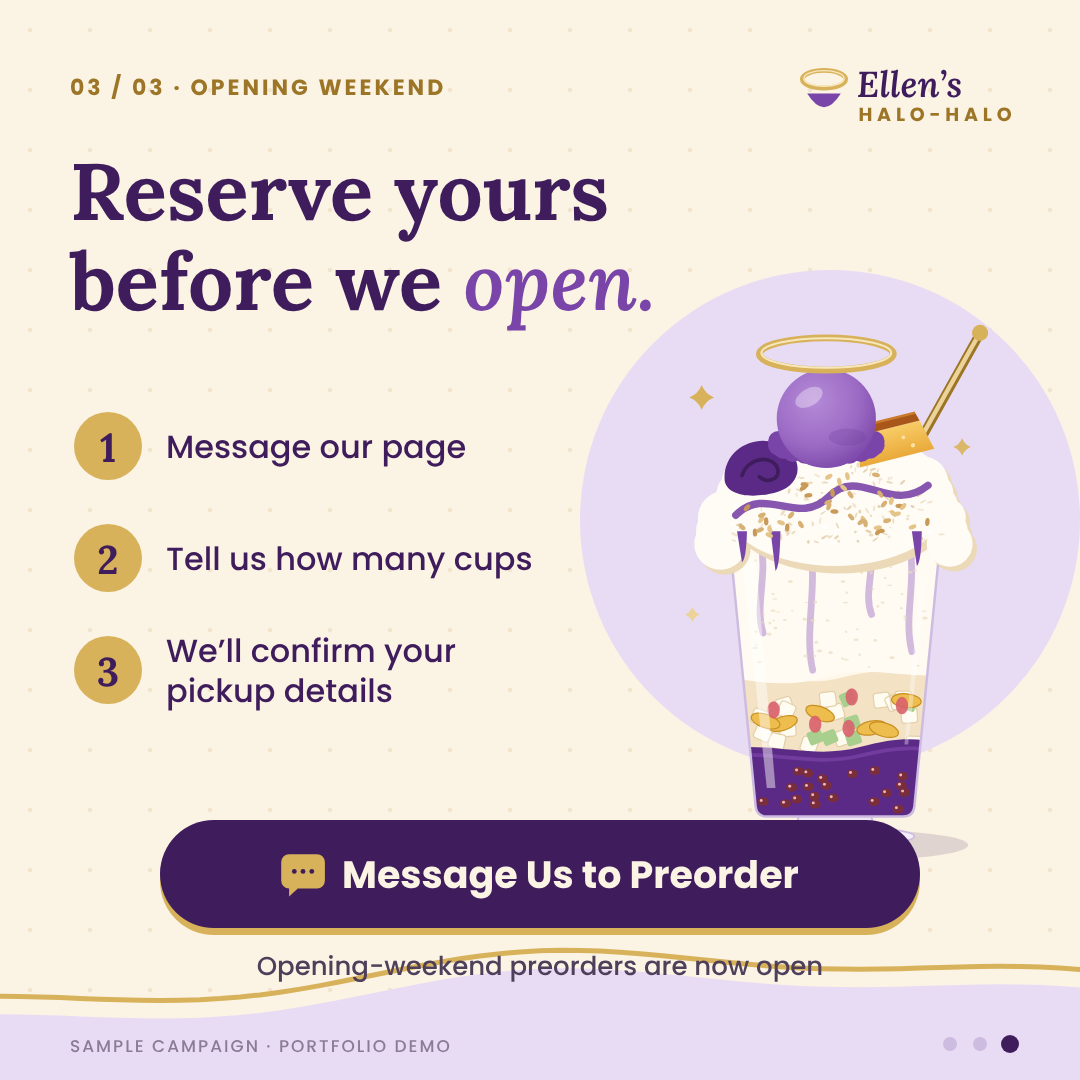 03 / 03 · OPENING WEEKEND
Ellen’s
HALO-HALO
Reserve yours
before we open.
1 Message our page
2 Tell us how many cups
3 We’ll confirm your
pickup details
Message Us to Preorder
Opening-weekend preorders are now open
SAMPLE CAMPAIGN · PORTFOLIO DEMO